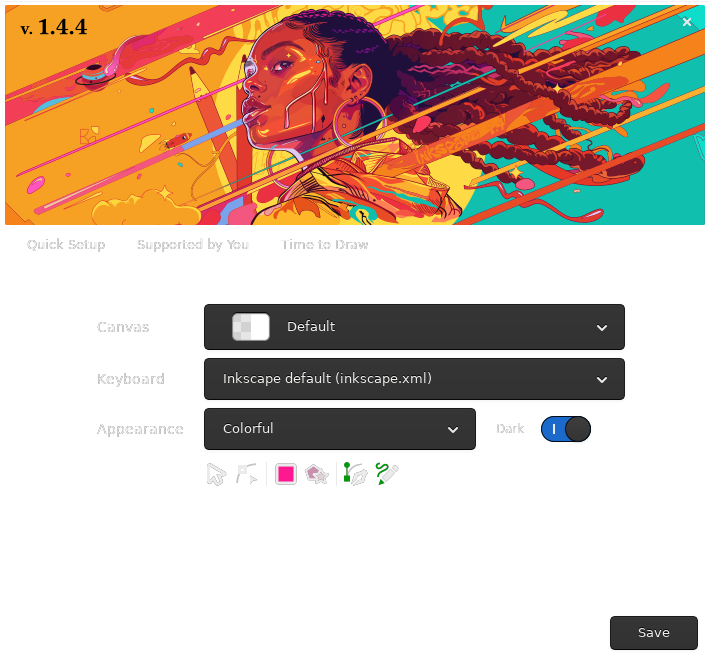 v. 1.4.4
Quick Setup Supported by You Time to Draw
Canvas Default
Keyboard Inkscape default (inkscape.xml)
Appearance Colorful Dark
Save